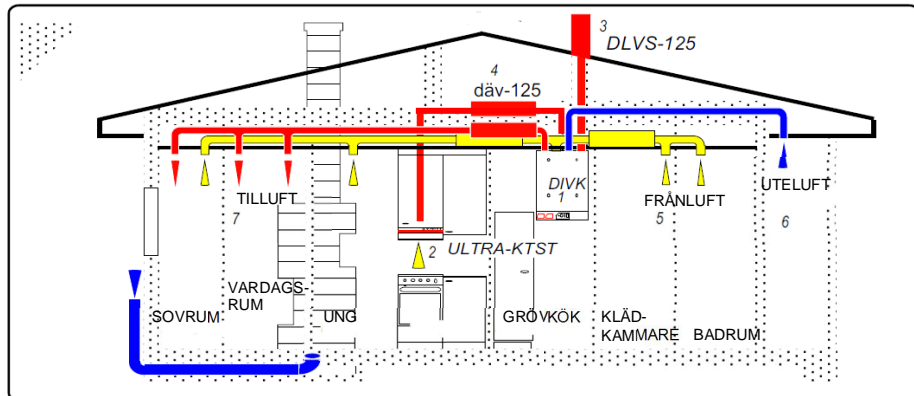 3
DLVS-125
4
däv-125
DIVK
1
TILLUFT
7
FRÅNLUFT
5
UTELUFT
6
2
ULTRA-KTST
SOVRUM
VARDAGS-
RUM
UNG
GRÖVKÖK
KLÄD-
KAMMARE
BADRUM